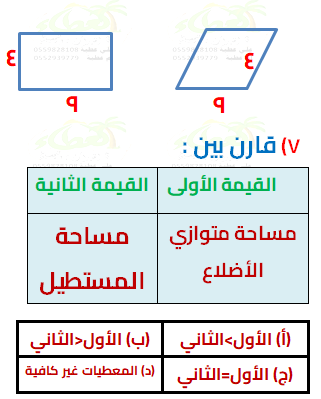 ٤
٩
٤
٩
٧) قارن بين :
القيمة الأولى
القيمة الثانية
مساحة متوازي
الأضلاع
مساحة
المستطيل
(أ) الأول>الثاني
(ب) الأول<الثاني
(ج) الأول=الثاني
(د) المعطيات غير كافية